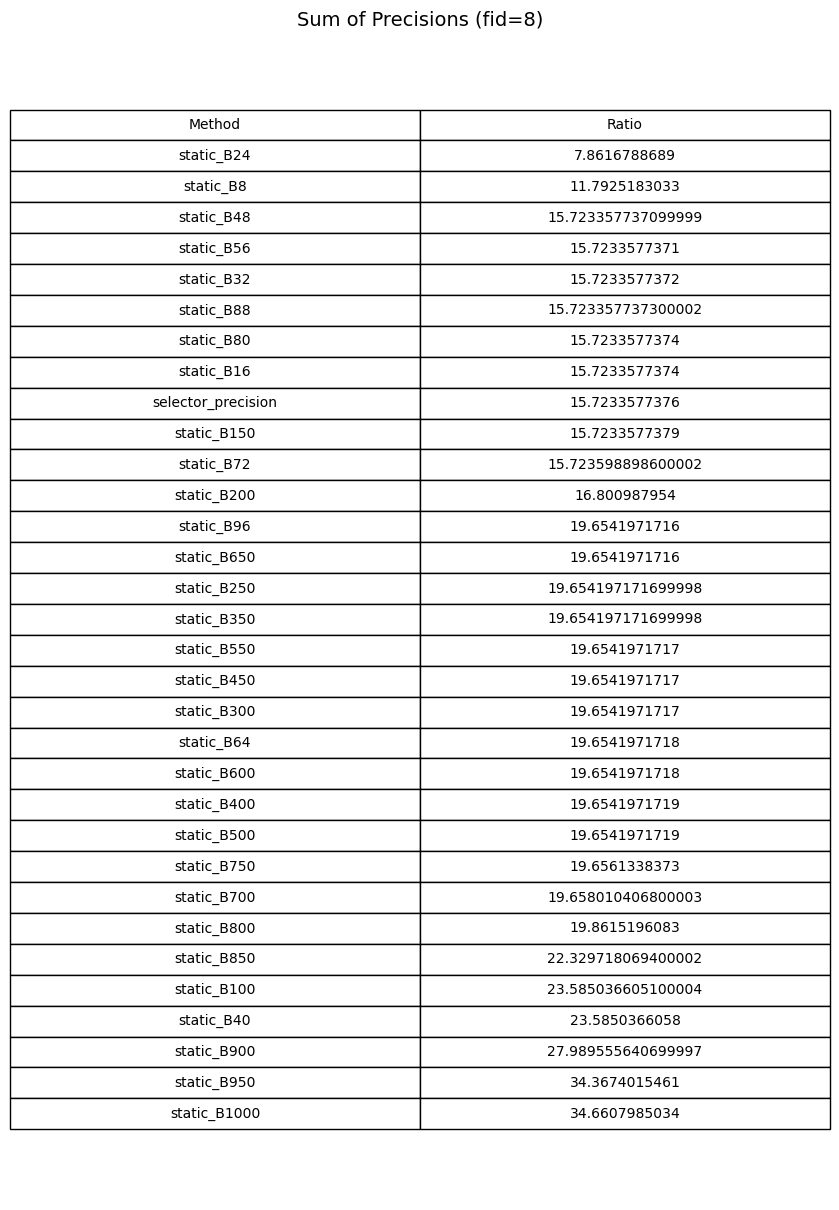 Sum of Precisions (fid=8)
Method Ratio
static_B24 7.8616788689
static_B8 11.7925183033
static_B48 15.723357737099999
static_B56 15.7233577371
static_B32 15.7233577372
static_B88 15.723357737300002
static_B80 15.7233577374
static_B16 15.7233577374
selector_precision 15.7233577376
static_B150 15.7233577379
static_B72 15.723598898600002
static_B200 16.800987954
static_B96 19.6541971716
static_B650 19.6541971716
static_B250 19.654197171699998
static_B350 19.654197171699998
static_B550 19.6541971717
static_B450 19.6541971717
static_B300 19.6541971717
static_B64 19.6541971718
static_B600 19.6541971718
static_B400 19.6541971719
static_B500 19.6541971719
static_B750 19.6561338373
static_B700 19.658010406800003
static_B800 19.8615196083
static_B850 22.329718069400002
static_B100 23.585036605100004
static_B40 23.5850366058
static_B900 27.989555640699997
static_B950 34.3674015461
static_B1000 34.6607985034